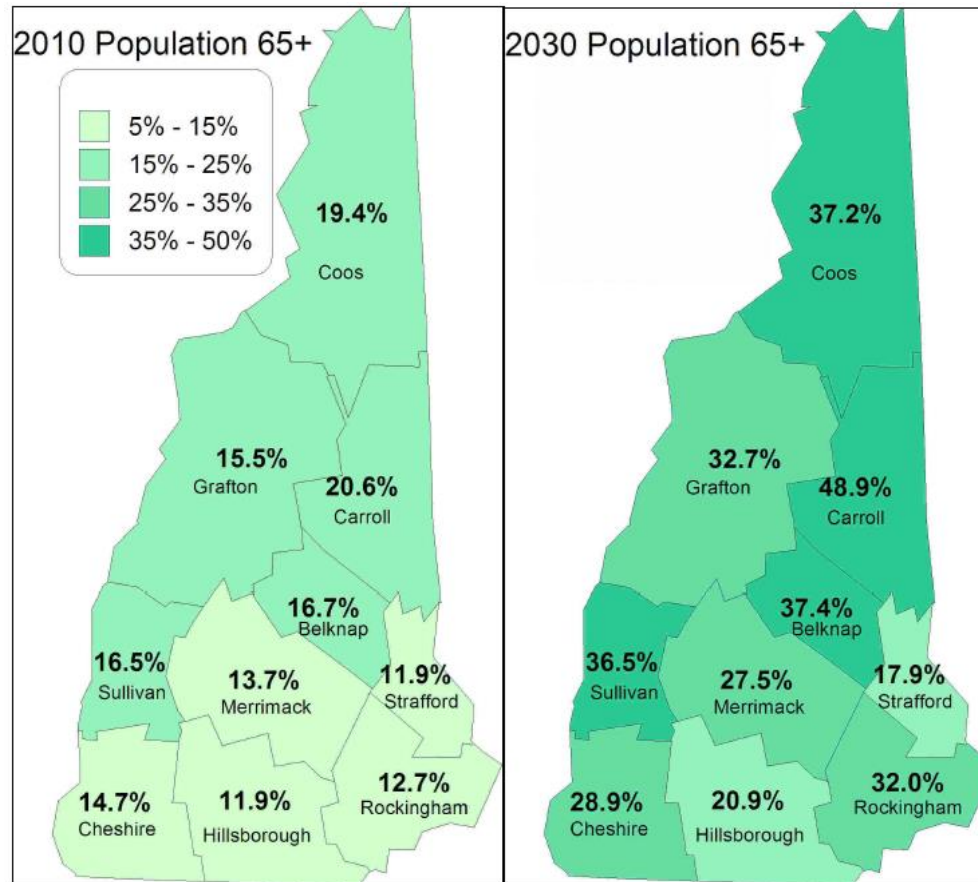 2010 Population 65+
5% - 15%
15% - 25%
25% - 35%
35% - 50%
19.4%
Coos
15.5%
Grafton
20.6%
Carroll
16.7%
Belknap
16.5%
Sullivan
13.7%
Merrimack
11.9%
Strafford
14.7%
Cheshire
11.9%
Hillsborough
12.7%
Rockingham
2030 Population 65+
37.2%
Coos
32.7%
Grafton
48.9%
Carroll
37.4%
Belknap
36.5%
Sullivan
27.5%
Merrimack
17.9%
Strafford
28.9%
Cheshire
20.9%
Hillsborough
32.0%
Rockingham